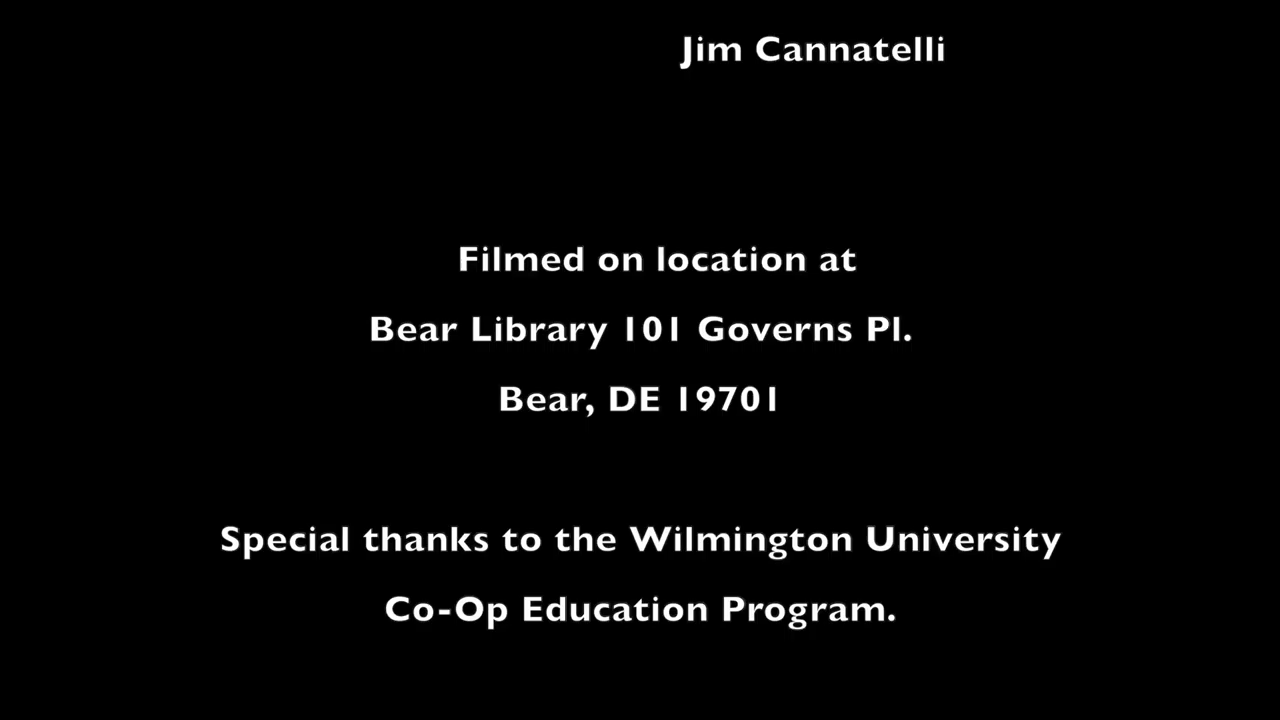 Jim Cannatelli
Filmed on location at
Bear Library 101 Governs Pl.
Bear, DE 19701
Special thanks to the Wilmington University
Co-Op Education Program.